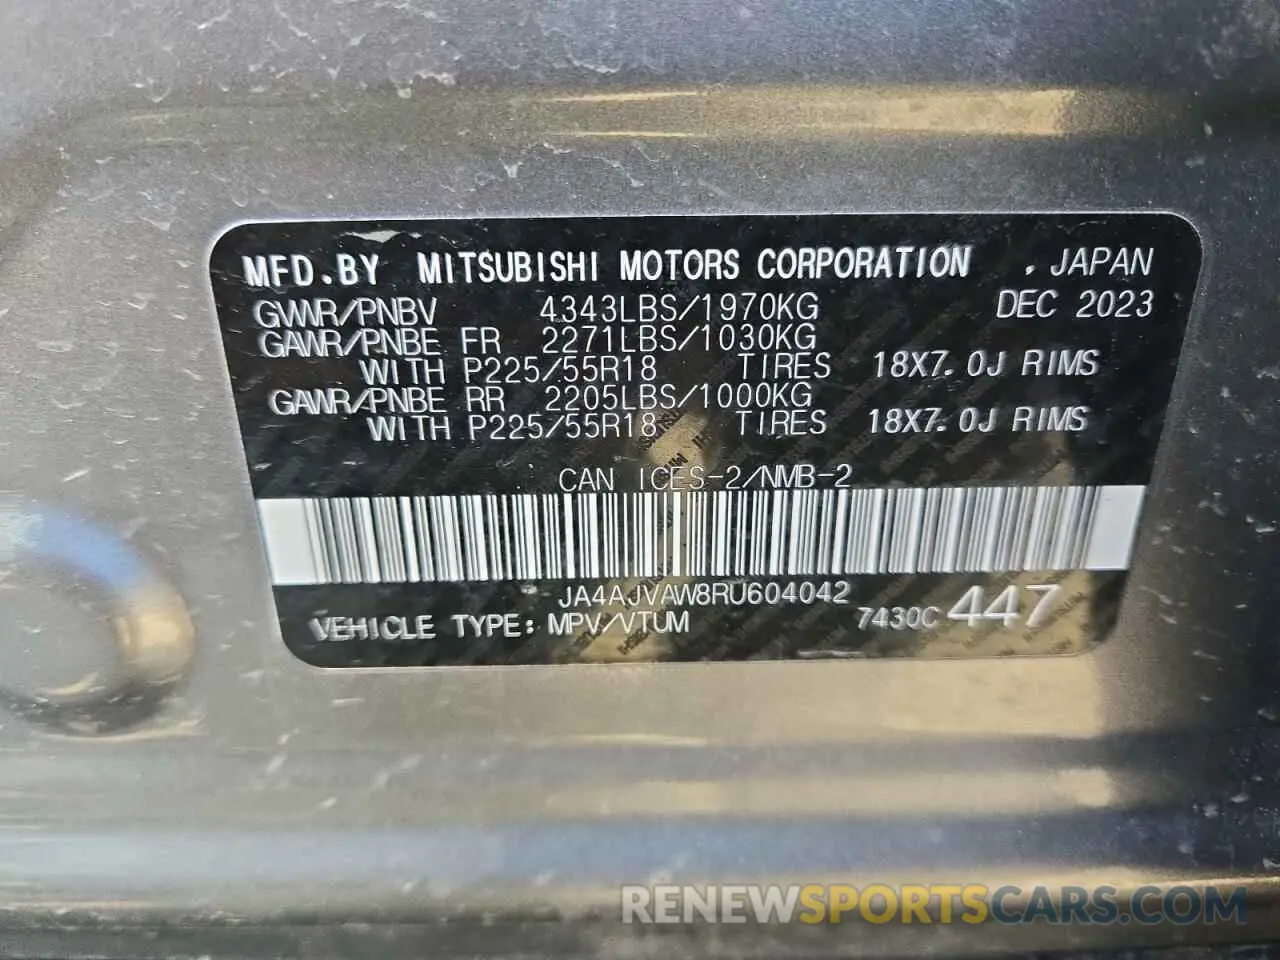 MFD.BY MITSUBISHI MOTORS CORPORATION , JAPAN
GVWR/PNBV 4343LBS/1970KG DEC 2023
GAWR/PNBE FR 2271LBS/1030KG
WITH P225/55R18 TIRES 18X7.0J RIMS
GAWR/PNBE RR 2205LBS/1000KG
WITH P225/55R18 TIRES 18X7.0J RIMS
CAN ICES-2/NMB-2
JA4AJVAW8RU604042
VEHICLE TYPE: MPV/VTUM 7430C 447
RENEWSPORTSCARS.COM